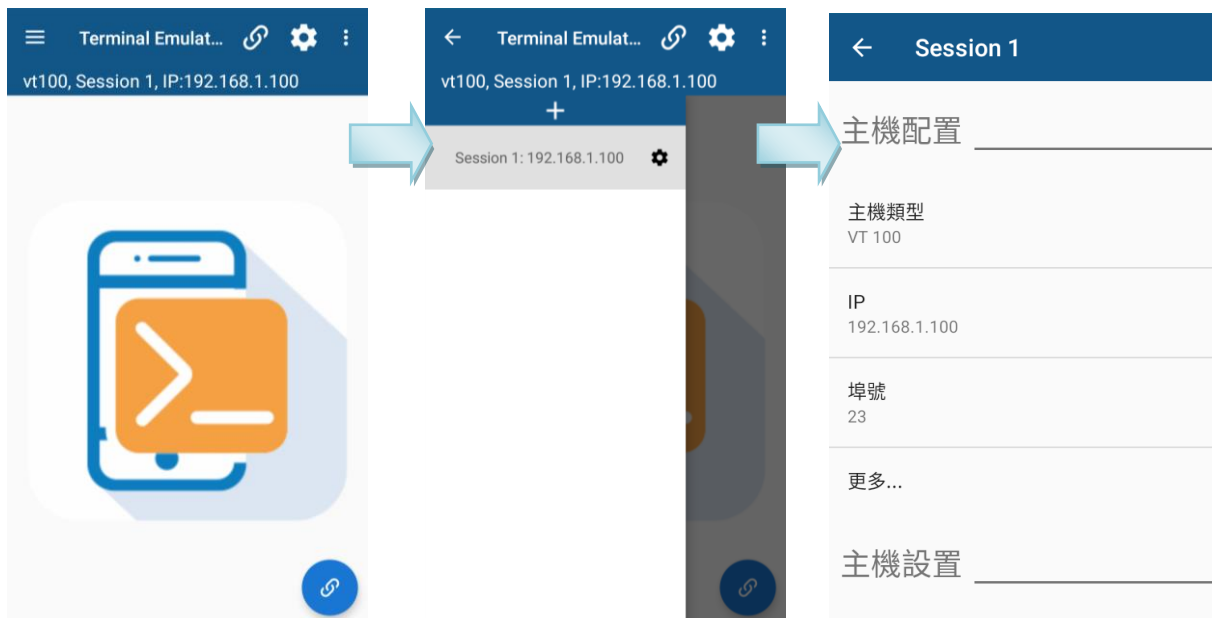 Terminal Emulat...
vt100, Session 1, IP:192.168.1.100
Terminal Emulat...
vt100, Session 1, IP:192.168.1.100
+
Session 1: 192.168.1.100
Session 1
主機配置
主機類型
VT 100
IP
192.168.1.100
埠號
23
更多...
主機設置